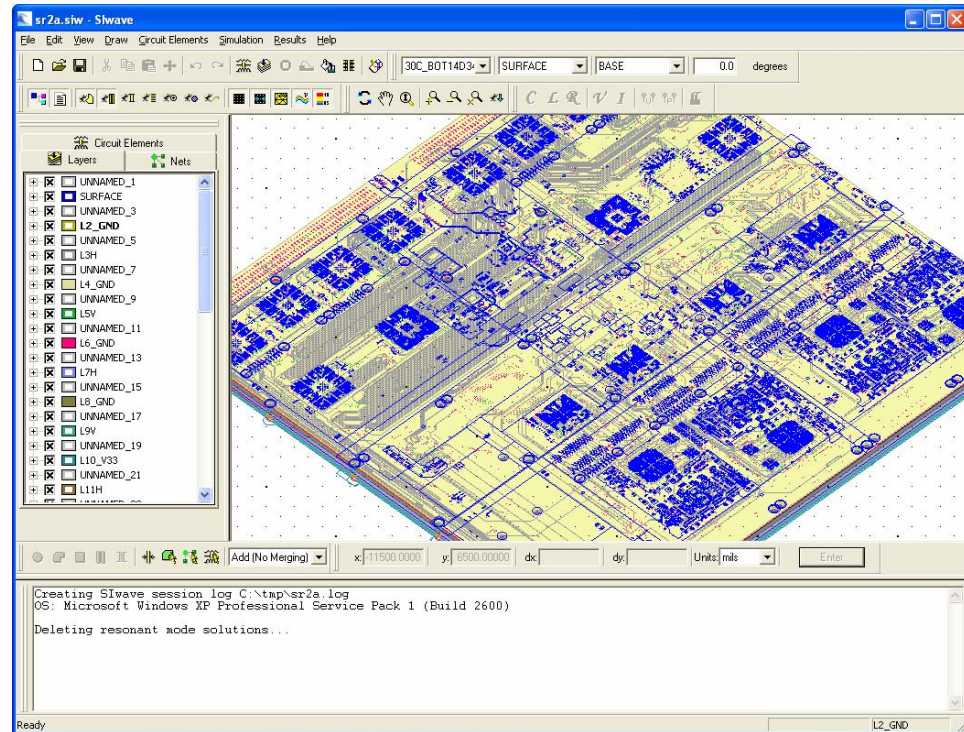 sr2a.siw - SIwave
File Edit View Draw Circuit Elements Simulation Results Help
SURFACE BASE 0.0 degrees
C L R V I
Circuit Elements
Layers Nets
UNNAMED_1
SURFACE
UNNAMED_3
L2_GND
UNNAMED_5
L3H
UNNAMED_7
L4_GND
UNNAMED_9
L5V
UNNAMED_11
L6_GND
UNNAMED_13
L7H
UNNAMED_15
L8_GND
UNNAMED_17
L9V
UNNAMED_19
L10_V33
UNNAMED_21
L11H
Add (No Merging) x: -11500.0000 y: 6500.00000 dx: dy: Units: mils Enter
Creating SIwave session log C:\tmp\sr2a.log
OS: Microsoft Windows XP Professional Service Pack 1 (Build 2600)
Deleting resonant mode solutions...
Ready L2_GND